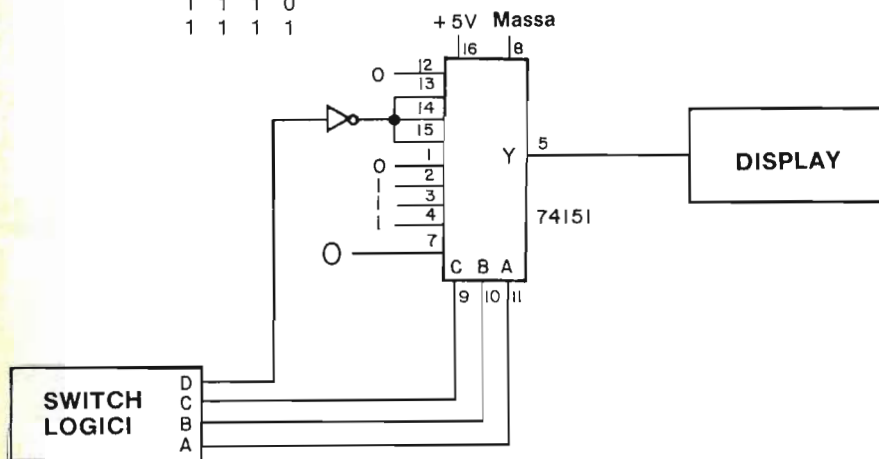 1 1 1 0
1 1 1 1
+5V Massa
16 8
0 12
13
14
15
0 1
1 2
1 3
1 4
0 7
Y 5
74151
C B A
9 10 11
DISPLAY
SWITCH LOGICI
D
C
B
A